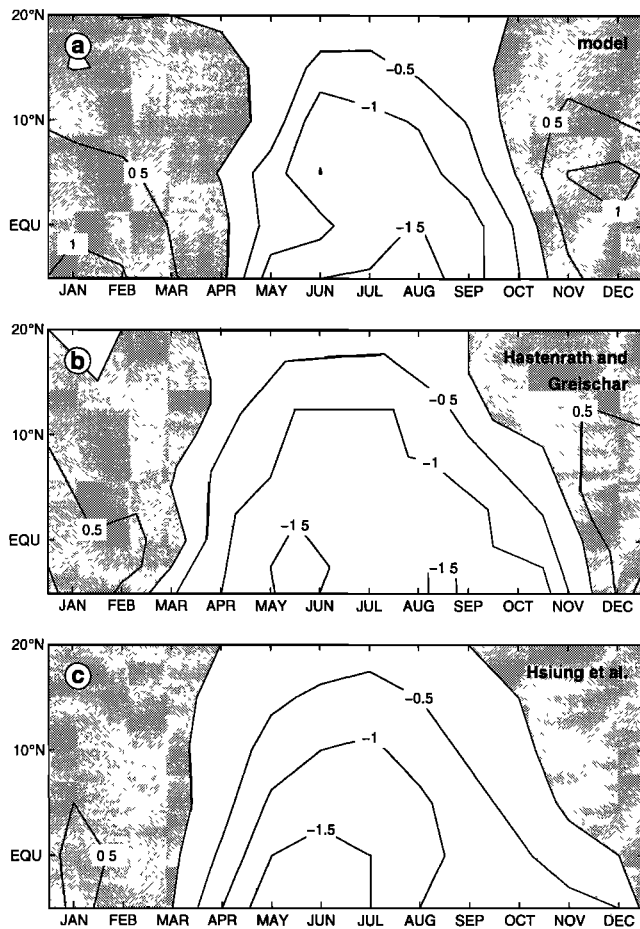 20°N
a
model
-0.5
10°N
-1
0 5
0 5
EQU
-1 5
1
1
JAN FEB MAR APR MAY JUN JUL AUG SEP OCT NOV DEC
20°N
b
Hastenrath and
Greischar
-0 5
0.5
10°N
-1
0.5
-1 5
EQU
-1 5
JAN FEB MAR APR MAY JUN JUL AUG SEP OCT NOV DEC
20°N
c
Hsiung et al.
-0.5
10°N
-1
-1.5
EQU
0 5
JAN FEB MAR APR MAY JUN JUL AUG SEP OCT NOV DEC